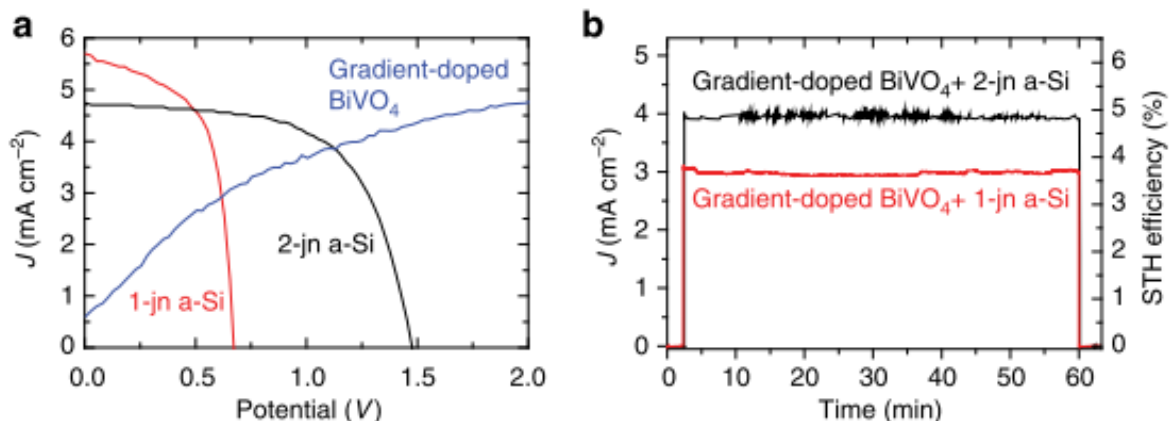 a
6
5
4
3
2
1
0
J (mA cm⁻²)
Gradient-doped
BiVO₄
2-jn a-Si
1-jn a-Si
0.0 0.5 1.0 1.5 2.0
Potential (V)
b
5
4
3
2
1
0
J (mA cm⁻²)
Gradient-doped BiVO₄+ 2-jn a-Si
Gradient-doped BiVO₄+ 1-jn a-Si
0 10 20 30 40 50 60
Time (min)
6
5
4
3
2
1
0
STH efficiency (%)